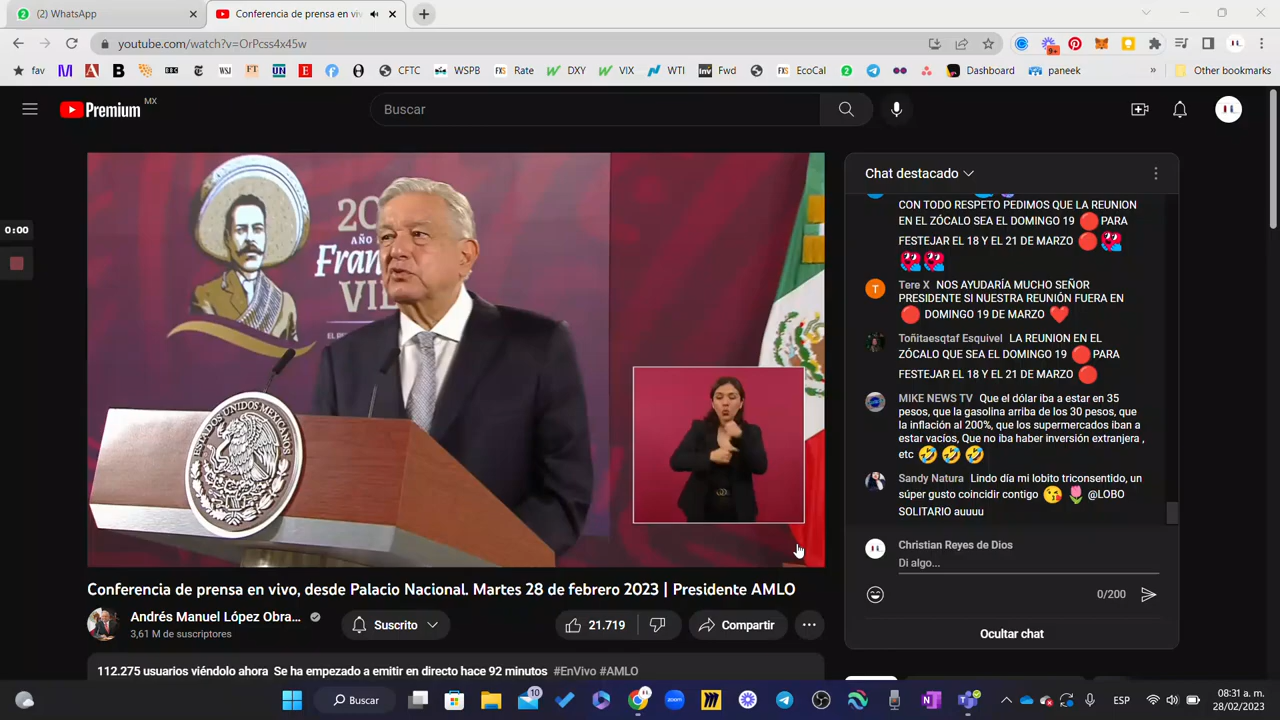 (2) WhatsApp
Conferencia de prensa en viv
youtube.com/watch?v=OrPcss4x45w
9+
fav
CFTC
WSPB
Rate
DXY
VIX
WTI
Fwd
EcoCal
Dashboard
paneek
Other bookmarks
Premium MX
Buscar
0:00
20
AÑO
Fran
VIL
ESTADOS UNIDOS MEXICANOS
Chat destacado
CON TODO RESPETO PEDIMOS QUE LA REUNION
EN EL ZÓCALO SEA EL DOMINGO 19 🔴 PARA
FESTEJAR EL 18 Y EL 21 DE MARZO 🔴
Tere X NOS AYUDARÍA MUCHO SEÑOR
PRESIDENTE SI NUESTRA REUNIÓN FUERA EN
🔴 DOMINGO 19 DE MARZO ❤️
Toñitaesqtaf Esquivel LA REUNION EN EL
ZÓCALO QUE SEA EL DOMINGO 19 🔴 PARA
FESTEJAR EL 18 Y EL 21 DE MARZO 🔴
MIKE NEWS TV Que el dólar iba a estar en 35
pesos, que la gasolina arriba de los 30 pesos, que
la inflación al 200%, que los supermercados iban a
estar vacíos, Que no iba haber inversión extranjera ,
etc 🤣 🤣 🤣
Sandy Natura Lindo día mi lobito triconsentido, un
súper gusto coincidir contigo 😘 🌷 @LOBO
SOLITARIO auuuu
Christian Reyes de Dios
Di algo...
0/200
Ocultar chat
Conferencia de prensa en vivo, desde Palacio Nacional. Martes 28 de febrero 2023 | Presidente AMLO
Andrés Manuel López Obra...
3,61 M de suscriptores
Suscrito
21.719
Compartir
112.275 usuarios viéndolo ahora Se ha empezado a emitir en directo hace 92 minutos #EnVivo #AMLO
Buscar
10
ESP
08:31 a. m.
28/02/2023